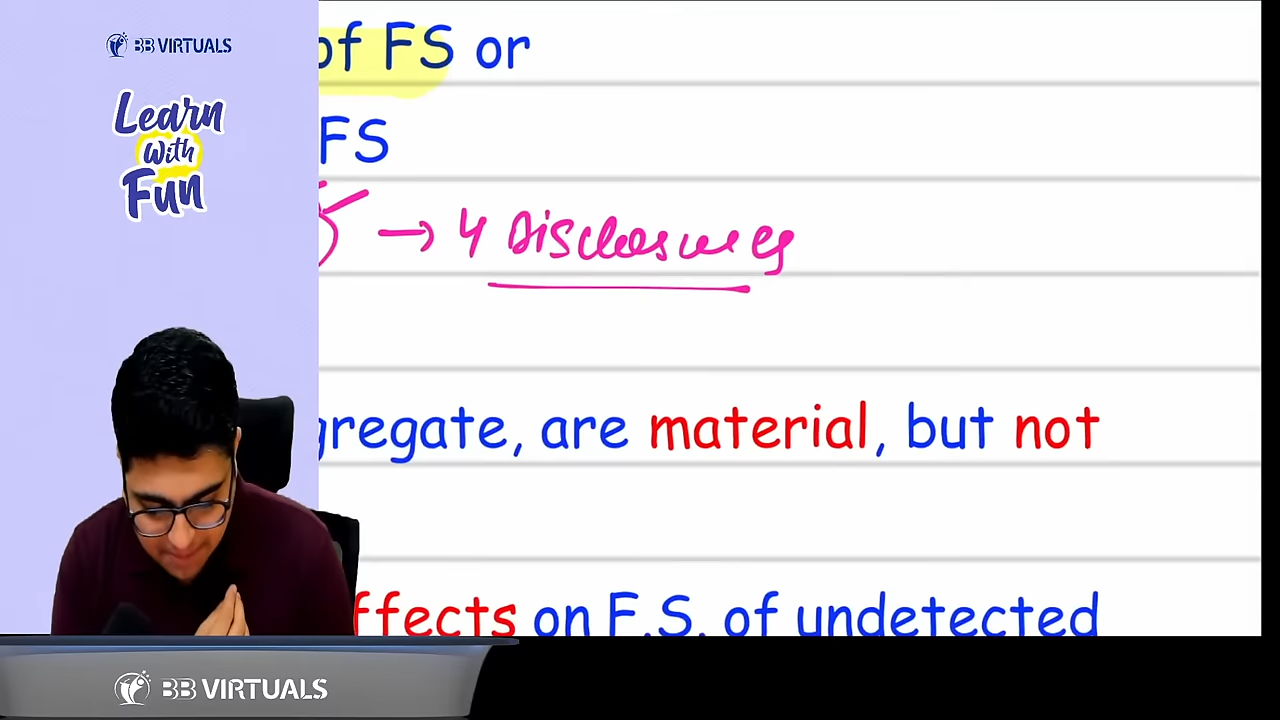 BB VIRTUALS
Learn
With
Fun
of FS or
FS
→ 4 Disclosures
gregate, are material, but not
ffects on F.S. of undetected
BB VIRTUALS